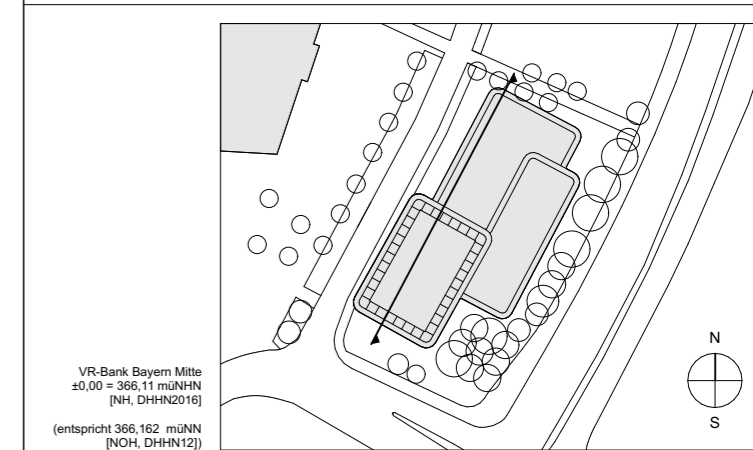 VR-Bank Bayern Mitte
±0,00 = 366,11 müNHN
[NH, DHHN2016]
(entspricht 366,162 müNN
[NOH, DHHN12])
N
S